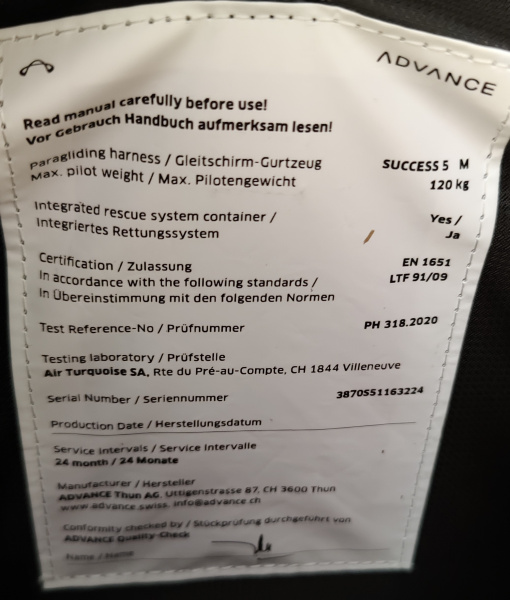 ADVANCE
Read manual carefully before use!
Vor Gebrauch Handbuch aufmerksam lesen!
Paragliding harness / Gleitschirm-Gurtzeug SUCCESS 5 M
Max. pilot weight / Max. Pilotengewicht 120 kg
Integrated rescue system container / Yes /
Integriertes Rettungssystem Ja
Certification / Zulassung EN 1651
In accordance with the following standards / LTF 91/09
In Übereinstimmung mit den folgenden Normen
Test Reference-No / Prüfnummer PH 318.2020
Testing laboratory / Prüfstelle
Air Turquoise SA, Rte du Pré-au-Compte, CH 1844 Villeneuve
Serial Number / Seriennummer 3870551163224
Production Date / Herstellungsdatum
Service Intervals / Service Intervalle
24 month / 24 Monate
Manufacturer / Hersteller
ADVANCE Thun AG, Uttigenstrasse 87, CH 3600 Thun
www.advance.swiss, info@advance.ch
Conformity checked by / Stückprüfung durchgeführt von
ADVANCE Quality-Check
Name / Name